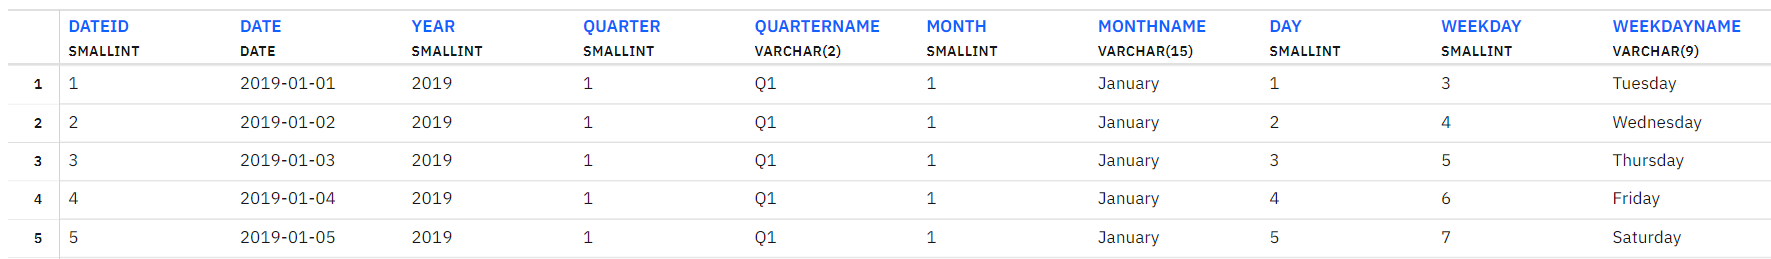 DATEID DATE YEAR QUARTER QUARTERNAME MONTH MONTHNAME DAY WEEKDAY WEEKDAYNAME
SMALLINT DATE SMALLINT SMALLINT VARCHAR(2) SMALLINT VARCHAR(15) SMALLINT SMALLINT VARCHAR(9)
1 1 2019-01-01 2019 1 Q1 1 January 1 3 Tuesday
2 2 2019-01-02 2019 1 Q1 1 January 2 4 Wednesday
3 3 2019-01-03 2019 1 Q1 1 January 3 5 Thursday
4 4 2019-01-04 2019 1 Q1 1 January 4 6 Friday
5 5 2019-01-05 2019 1 Q1 1 January 5 7 Saturday